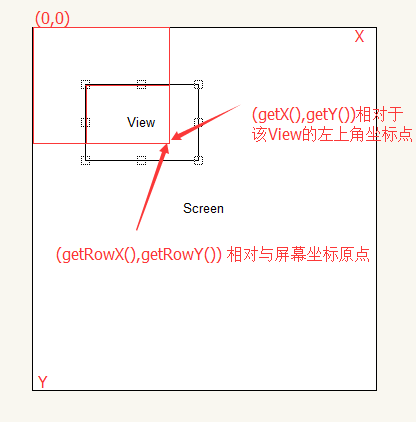 (0,0)
X
View
(getX(),getY())相对于
该View的左上角坐标点
Screen
(getRowX(),getRowY()) 相对与屏幕坐标原点
Y